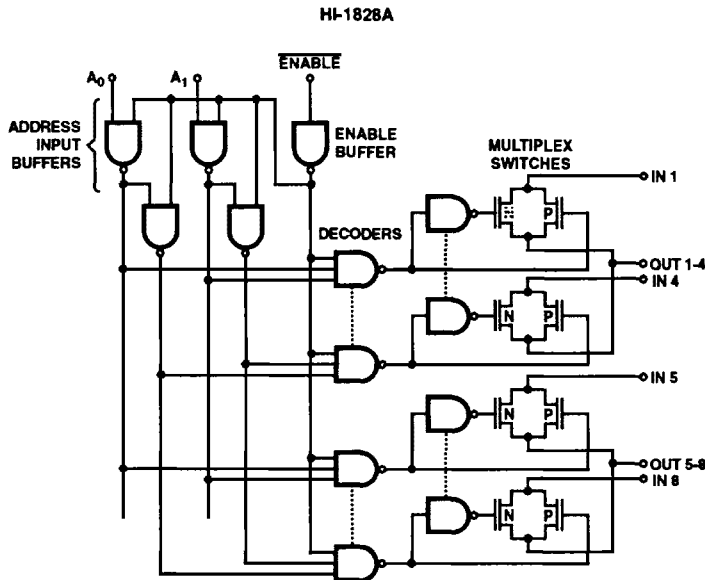 HI-1828A
A0
A1
ENABLE
ADDRESS
INPUT
BUFFERS
ENABLE
BUFFER
MULTIPLEX
SWITCHES
IN 1
DECODERS
P
OUT 1-4
IN 4
N P
IN 5
N P
OUT 5-8
IN 8
N P